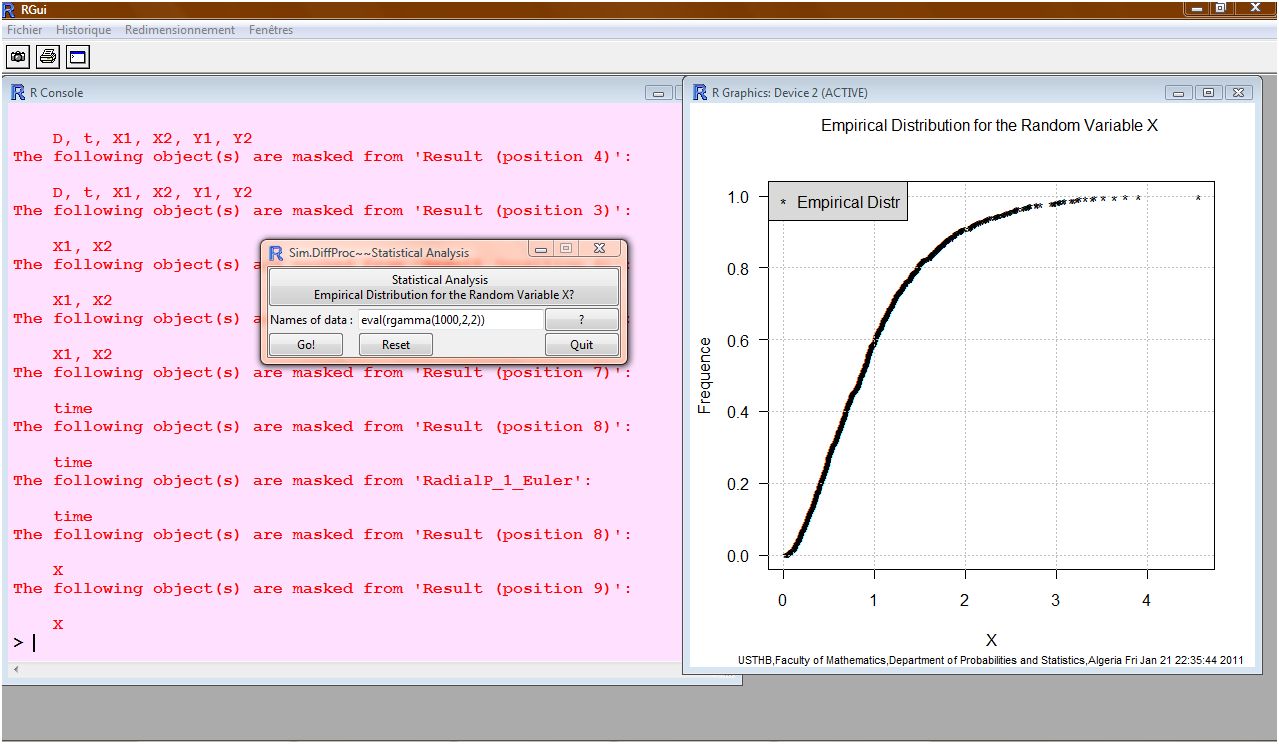 RGui
Fichier Historique Redimensionnement Fenêtres
R Console
D, t, X1, X2, Y1, Y2
The following object(s) are masked from 'Result (position 4)':
D, t, X1, X2, Y1, Y2
The following object(s) are masked from 'Result (position 3)':
X1, X2
The following object(s) a
X1, X2
The following object(s) a
X1, X2
The following object(s) are masked from 'Result (position 7)':
time
The following object(s) are masked from 'Result (position 8)':
time
The following object(s) are masked from 'RadialP_1_Euler':
time
The following object(s) are masked from 'Result (position 8)':
X
The following object(s) are masked from 'Result (position 9)':
X
>
Sim.DiffProc~~Statistical Analysis
Statistical Analysis
Empirical Distribution for the Random Variable X?
Names of data : eval(rgamma(1000,2,2)) ?
Go! Reset Quit
R Graphics: Device 2 (ACTIVE)
Empirical Distribution for the Random Variable X
* Empirical Distr
Frequence
1.0
0.8
0.6
0.4
0.2
0.0
0 1 2 3 4
X
USTHB,Faculty of Mathematics,Department of Probabilities and Statistics,Algeria Fri Jan 21 22:35:44 2011